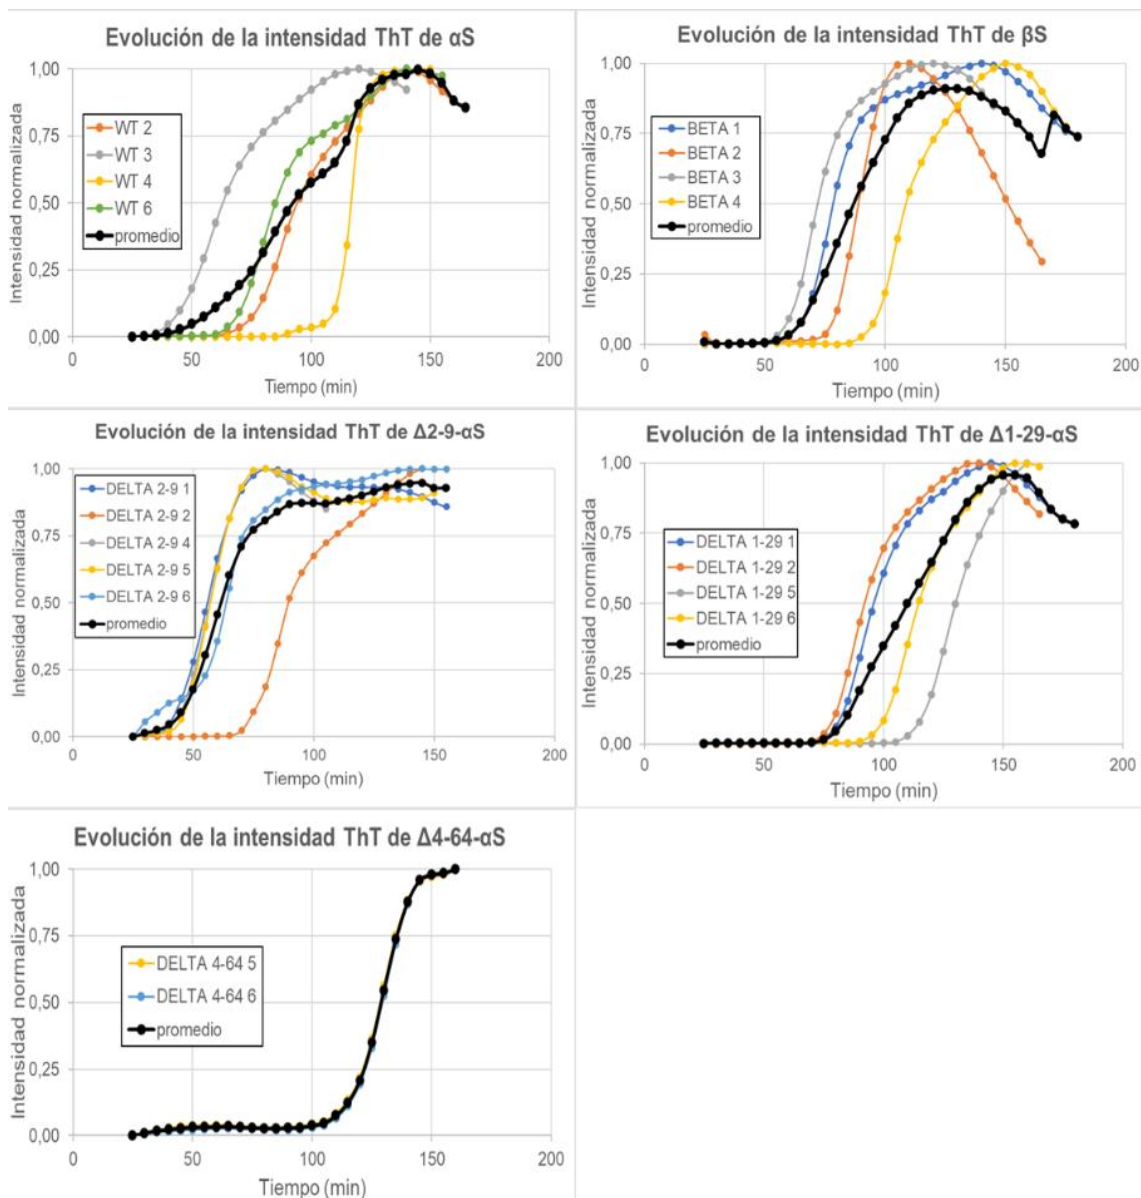 Evolución de la intensidad ThT de αS
Intensidad normalizada
1,00
0,75
0,50
0,25
0,00
WT 2
WT 3
WT 4
WT 6
promedio
0 50 100 150 200
Tiempo (min)
Evolución de la intensidad ThT de βS
Intensidad normalizada
1,00
0,75
0,50
0,25
0,00
BETA 1
BETA 2
BETA 3
BETA 4
promedio
0 50 100 150 200
Tiempo (min)
Evolución de la intensidad ThT de Δ2-9-αS
Intensidad normalizada
1,00
0,75
0,50
0,25
0,00
DELTA 2-9 1
DELTA 2-9 2
DELTA 2-9 4
DELTA 2-9 5
DELTA 2-9 6
promedio
0 50 100 150 200
Tiempo (min)
Evolución de la intensidad ThT de Δ1-29-αS
Intensidad normalizada
1,00
0,75
0,50
0,25
0,00
DELTA 1-29 1
DELTA 1-29 2
DELTA 1-29 5
DELTA 1-29 6
promedio
0 50 100 150 200
Tiempo (min)
Evolución de la intensidad ThT de Δ4-64-αS
Intensidad normalizada
1,00
0,75
0,50
0,25
0,00
DELTA 4-64 5
DELTA 4-64 6
promedio
0 50 100 150 200
Tiempo (min)